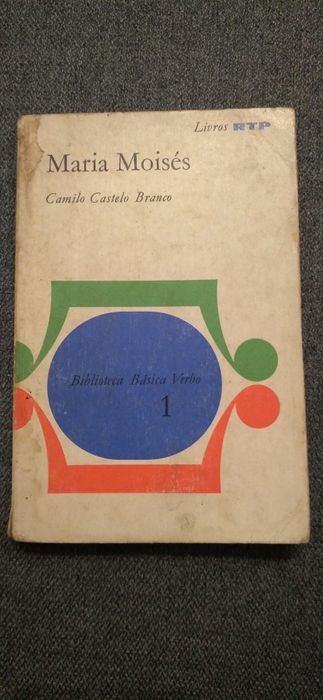 Livros RTP
Maria Moisés
Camilo Castelo Branco
Biblioteca Básica Verbo
1